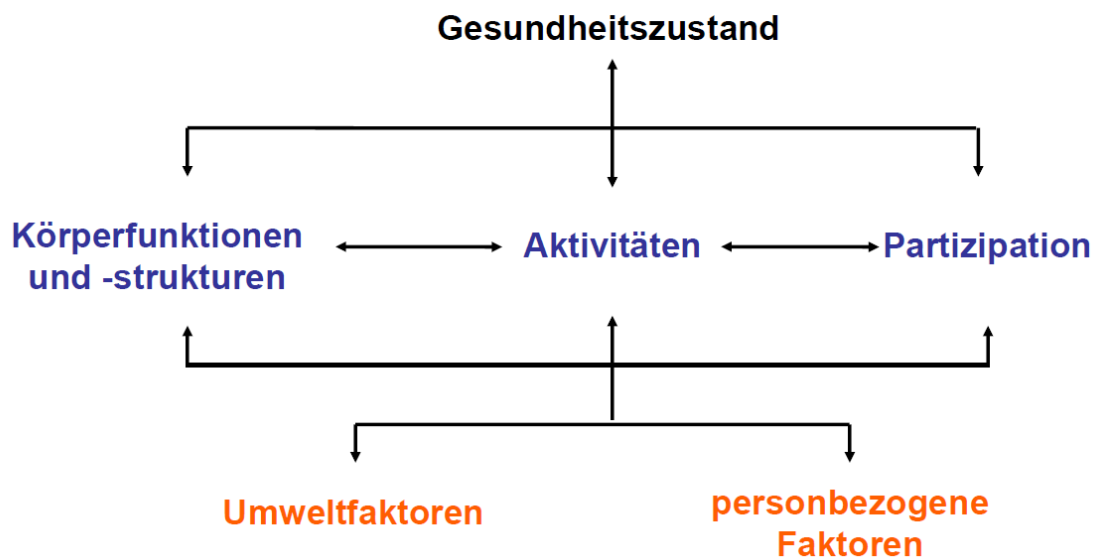 Gesundheitszustand
Körperfunktionen
und -strukturen
Aktivitäten
Partizipation
Umweltfaktoren
personbezogene
Faktoren